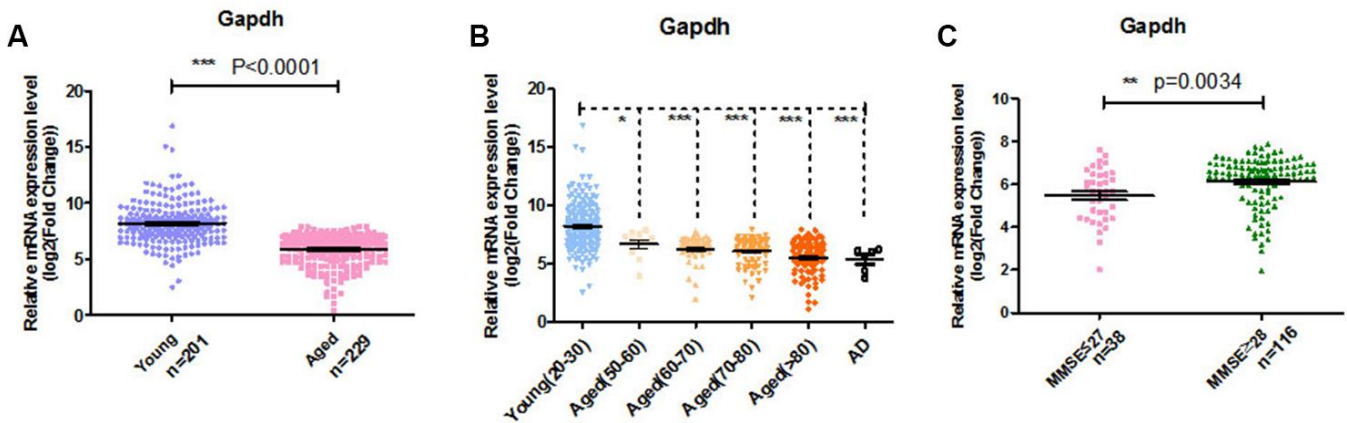 A
Gapdh
*** P<0.0001
Relative mRNA expression level
(log2(Fold Change))
20
15
10
5
0
Young
n=201
Aged
n=229
B
Gapdh
Relative mRNA expression level
(log2(Fold Change))
20
15
10
5
0
* *** *** *** ***
Young(20-30)
Aged(50-60)
Aged(60-70)
Aged(70-80)
Aged(>80)
AD
C
Gapdh
** p=0.0034
Relative mRNA expression level
(log2(Fold Change))
10
8
6
4
2
0
MMSE≤27
n=38
MMSE≥28
n=116